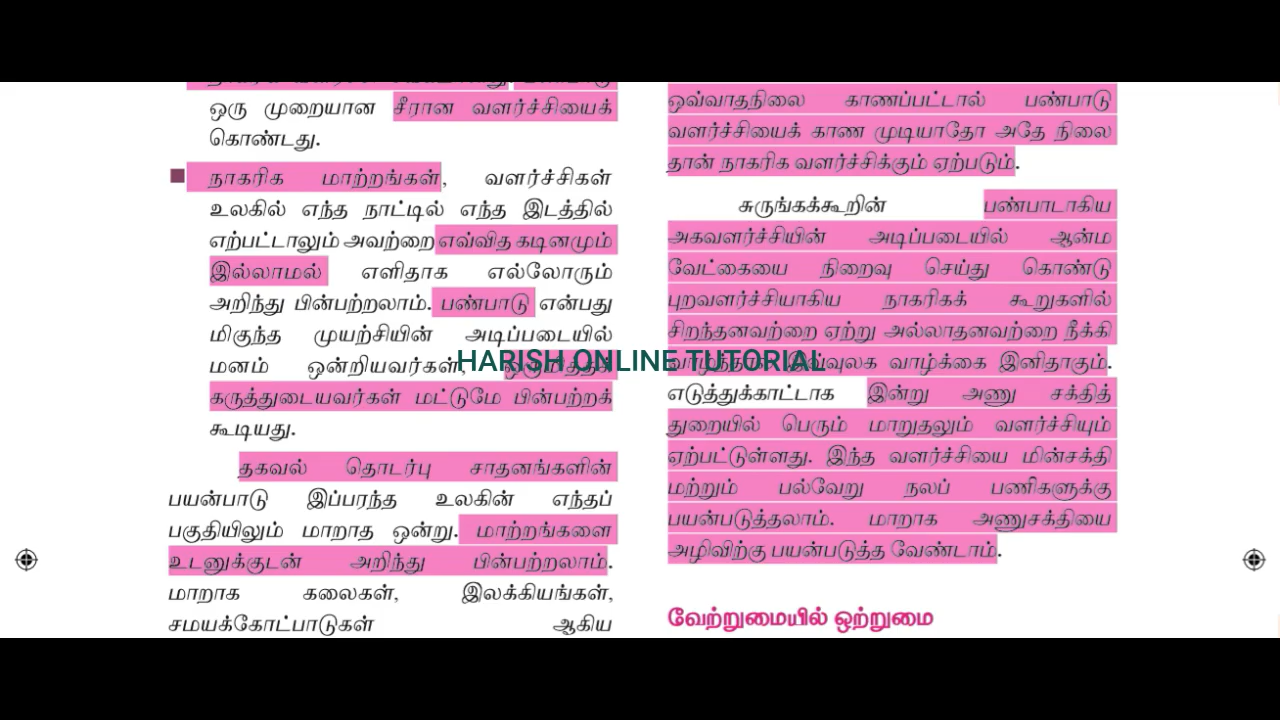 ஒரு முறையான சீரான வளர்ச்சியைக்
கொண்டது.
நாகரிக மாற்றங்கள், வளர்ச்சிகள்
உலகில் எந்த நாட்டில் எந்த இடத்தில்
எற்பட்டாலும் அவற்றை எவ்வித கடினமும்
இல்லாமல் எளிதாக எல்லோரும்
அறிந்து பின்பற்றலாம். பண்பாடு என்பது
மிகுந்த முயற்சியின் அடிப்படையில்
மனம் ஒன்றியவர்கள்,
கருத்துடையவர்கள் மட்டுமே பின்பற்றக்
கூடியது.
தகவல் தொடர்பு சாதனங்களின்
பயன்பாடு இப்பரந்த உலகின் எந்தப்
பகுதியிலும் மாறாத ஒன்று. மாற்றங்களை
உடனுக்குடன் அறிந்து பின்பற்றலாம்.
மாறாக கலைகள், இலக்கியங்கள்,
சமயக்கோட்பாடுகள் ஆகிய
ஒவ்வாதநிலை காணப்பட்டால் பண்பாடு
வளர்ச்சியைக் காண முடியாதோ அதே நிலை
தான் நாகரிக வளர்ச்சிக்கும் ஏற்படும்.
சுருங்கக்கூறின் பண்பாடாகிய
அகவளர்ச்சியின் அடிப்படையில் ஆன்ம
வேட்கையை நிறைவு செய்து கொண்டு
புறவளர்ச்சியாகிய நாகரிகக் கூறுகளில்
சிறந்தனவற்றை ஏற்று அல்லாதனவற்றை நீக்கி
வாழ்ந்தால் இவ்வுலக வாழ்க்கை இனிதாகும்.
எடுத்துக்காட்டாக இன்று அணு சக்தித்
துறையில் பெரும் மாறுதலும் வளர்ச்சியும்
ஏற்பட்டுள்ளது. இந்த வளர்ச்சியை மின்சக்தி
மற்றும் பல்வேறு நலப் பணிகளுக்கு
பயன்படுத்தலாம். மாறாக அணுசக்தியை
அழிவிற்கு பயன்படுத்த வேண்டாம்.
வேற்றுமையில் ஒற்றுமை
HARISH ONLINE TUTORIAL